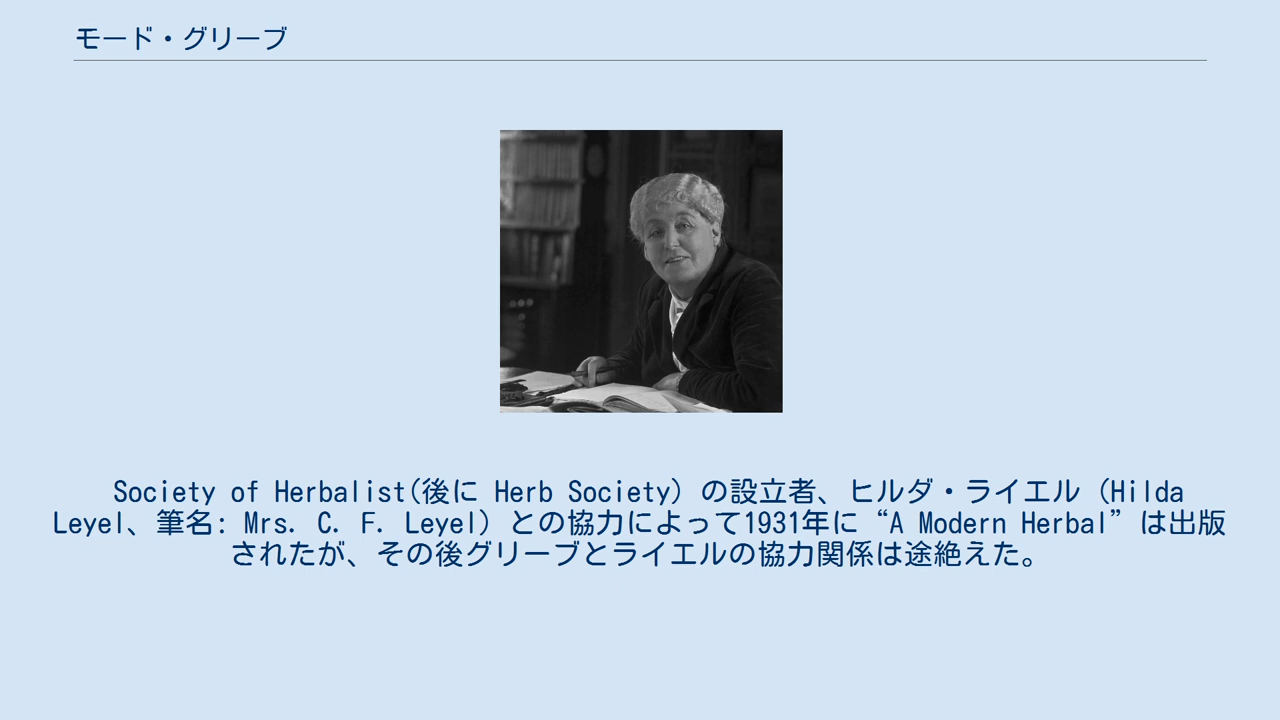 モード・グリーブ
Society of Herbalist(後に Herb Society) の設立者、ヒルダ・ライエル (Hilda
Leyel、筆名: Mrs. C. F. Leyel) との協力によって1931年に “A Modern Herbal” は出版
されたが、その後グリーブとライエルの協力関係は途絶えた。